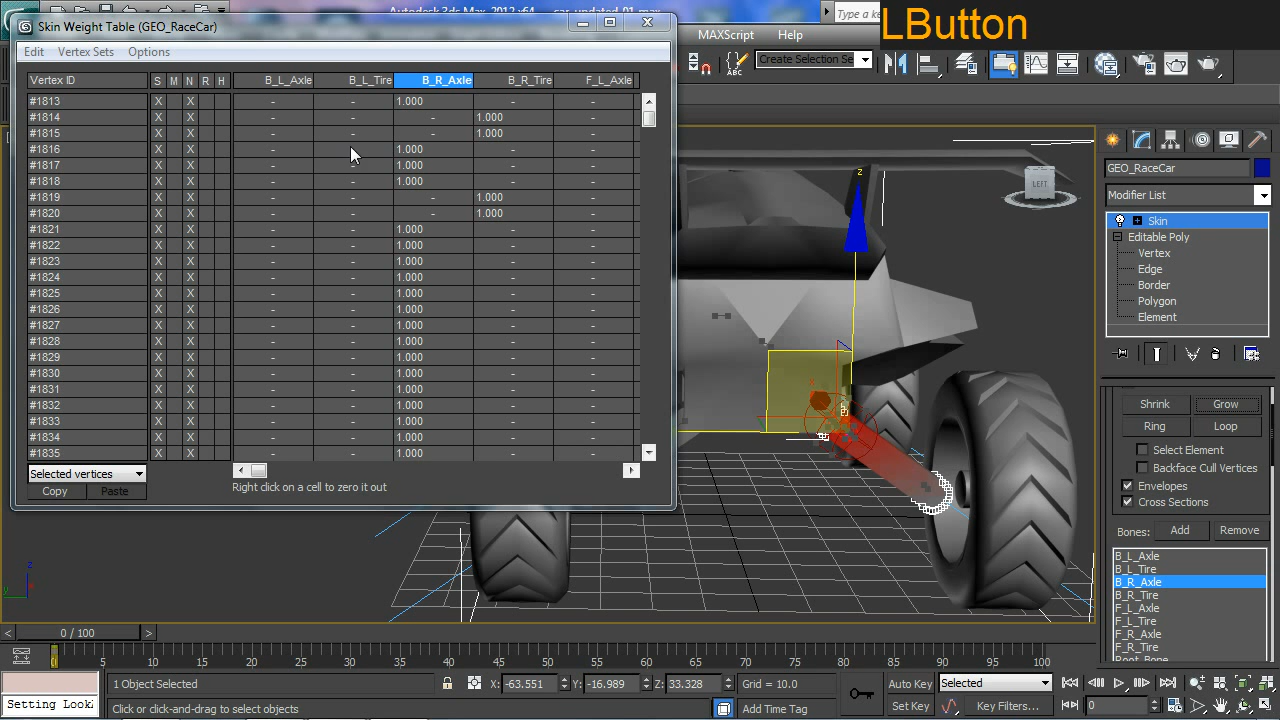 Autodesk 3ds Max 2012 x64 car_updated_01.max
Type a ke
LButton
Skin Weight Table (GEO_RaceCar)
Edit Vertex Sets Options
MAXScript Help
Create Selection Se
Vertex ID S M N R H B_L_Axle B_L_Tire B_R_Axle B_R_Tire F_L_Axle
#1813 X X - - 1.000 - -
#1814 X X - - - 1.000 -
#1815 X X - - - 1.000 -
#1816 X X - - 1.000 - -
#1817 X X - - 1.000 - -
#1818 X X - - 1.000 - -
#1819 X X - - - 1.000 -
#1820 X X - - - 1.000 -
#1821 X X - - 1.000 - -
#1822 X X - - 1.000 - -
#1823 X X - - 1.000 - -
#1824 X X - - 1.000 - -
#1825 X X - - 1.000 - -
#1826 X X - - 1.000 - -
#1827 X X - - 1.000 - -
#1828 X X - - 1.000 - -
#1829 X X - - 1.000 - -
#1830 X X - - 1.000 - -
#1831 X X - - 1.000 - -
#1832 X X - - 1.000 - -
#1833 X X - - 1.000 - -
#1834 X X - - 1.000 - -
#1835 X X - - 1.000 - -
Selected vertices
Copy Paste
Right click on a cell to zero it out
z
LEFT
GEO_RaceCar
Modifier List
Skin
Editable Poly
Vertex
Edge
Border
Polygon
Element
Shrink Grow
Ring Loop
Select Element
Backface Cull Vertices
Envelopes
Cross Sections
Bones: Add Remove
B_L_Axle
B_L_Tire
B_R_Axle
B_R_Tire
F_L_Axle
F_L_Tire
F_R_Axle
F_R_Tire
Root_Bone
z
y
< 0 / 100 >
0 5 10 15 20 25 30 35 40 45 50 55 60 65 70 75 80 85 90 95 100
1 Object Selected X: -63.551 Y: -16.989 Z: 33.328 Grid = 10.0 Auto Key Selected
Setting Look Click or click-and-drag to select objects Add Time Tag Set Key Key Filters... 0